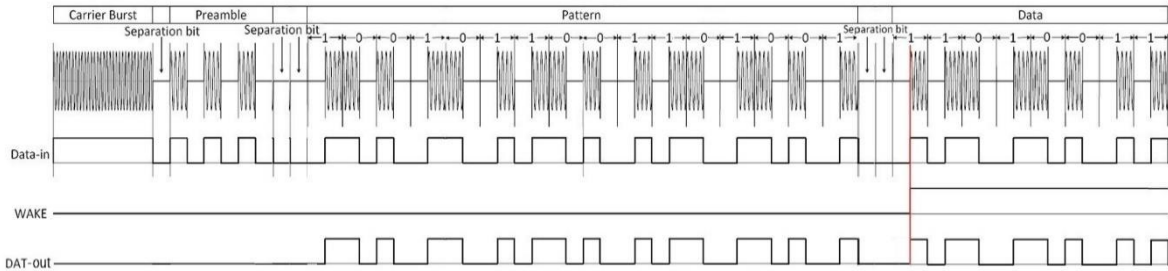 Carrier Burst Preamble Pattern Data
Separation bit Separation bit Separation bit
1 0 0 1 0 1 1 0 0 1 1 0 1 0 0 1 1 1 0 1 0 0 1 1
Data-in
WAKE
DAT-out